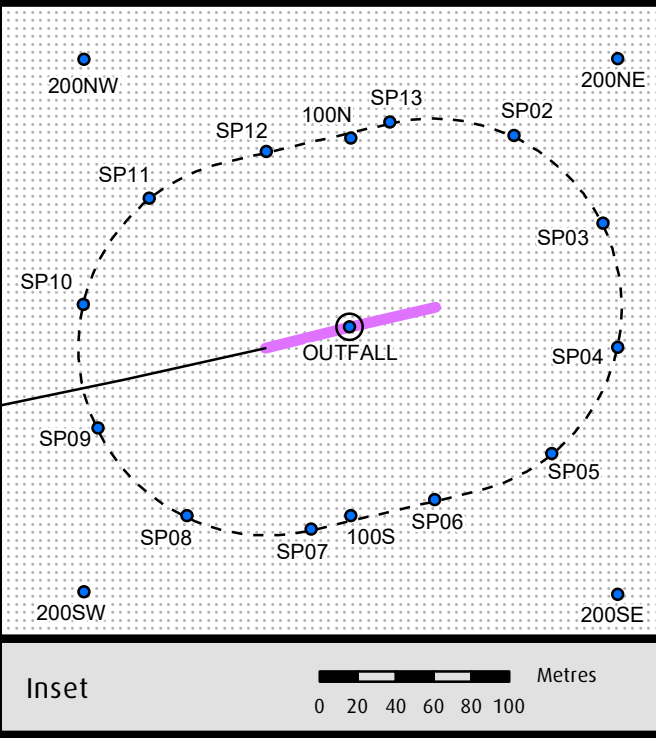 200NW
200NE
SP13
100N
SP02
SP12
SP11
SP03
SP10
OUTFALL
SP04
SP09
SP05
SP06
SP08
100S
SP07
200SW
200SE
Inset
Metres
0 20 40 60 80 100